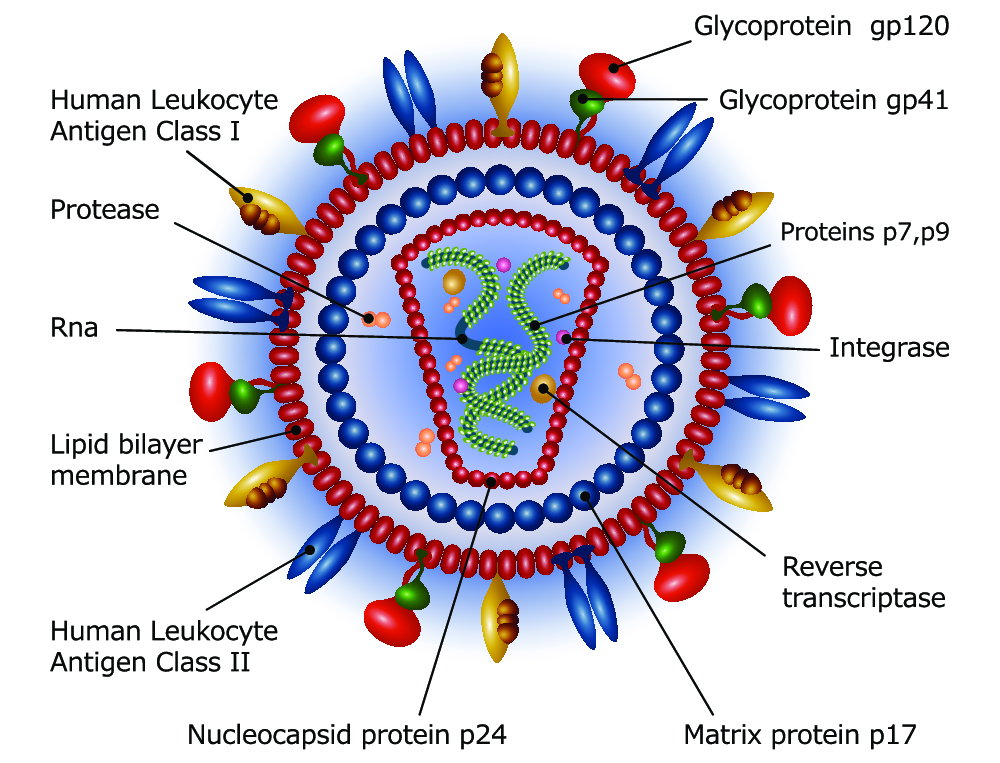 Glycoprotein gp120
Human Leukocyte
Antigen Class I
Glycoprotein gp41
Protease
Proteins p7,p9
Rna
Integrase
Lipid bilayer
membrane
Reverse
transcriptase
Human Leukocyte
Antigen Class II
Nucleocapsid protein p24
Matrix protein p17